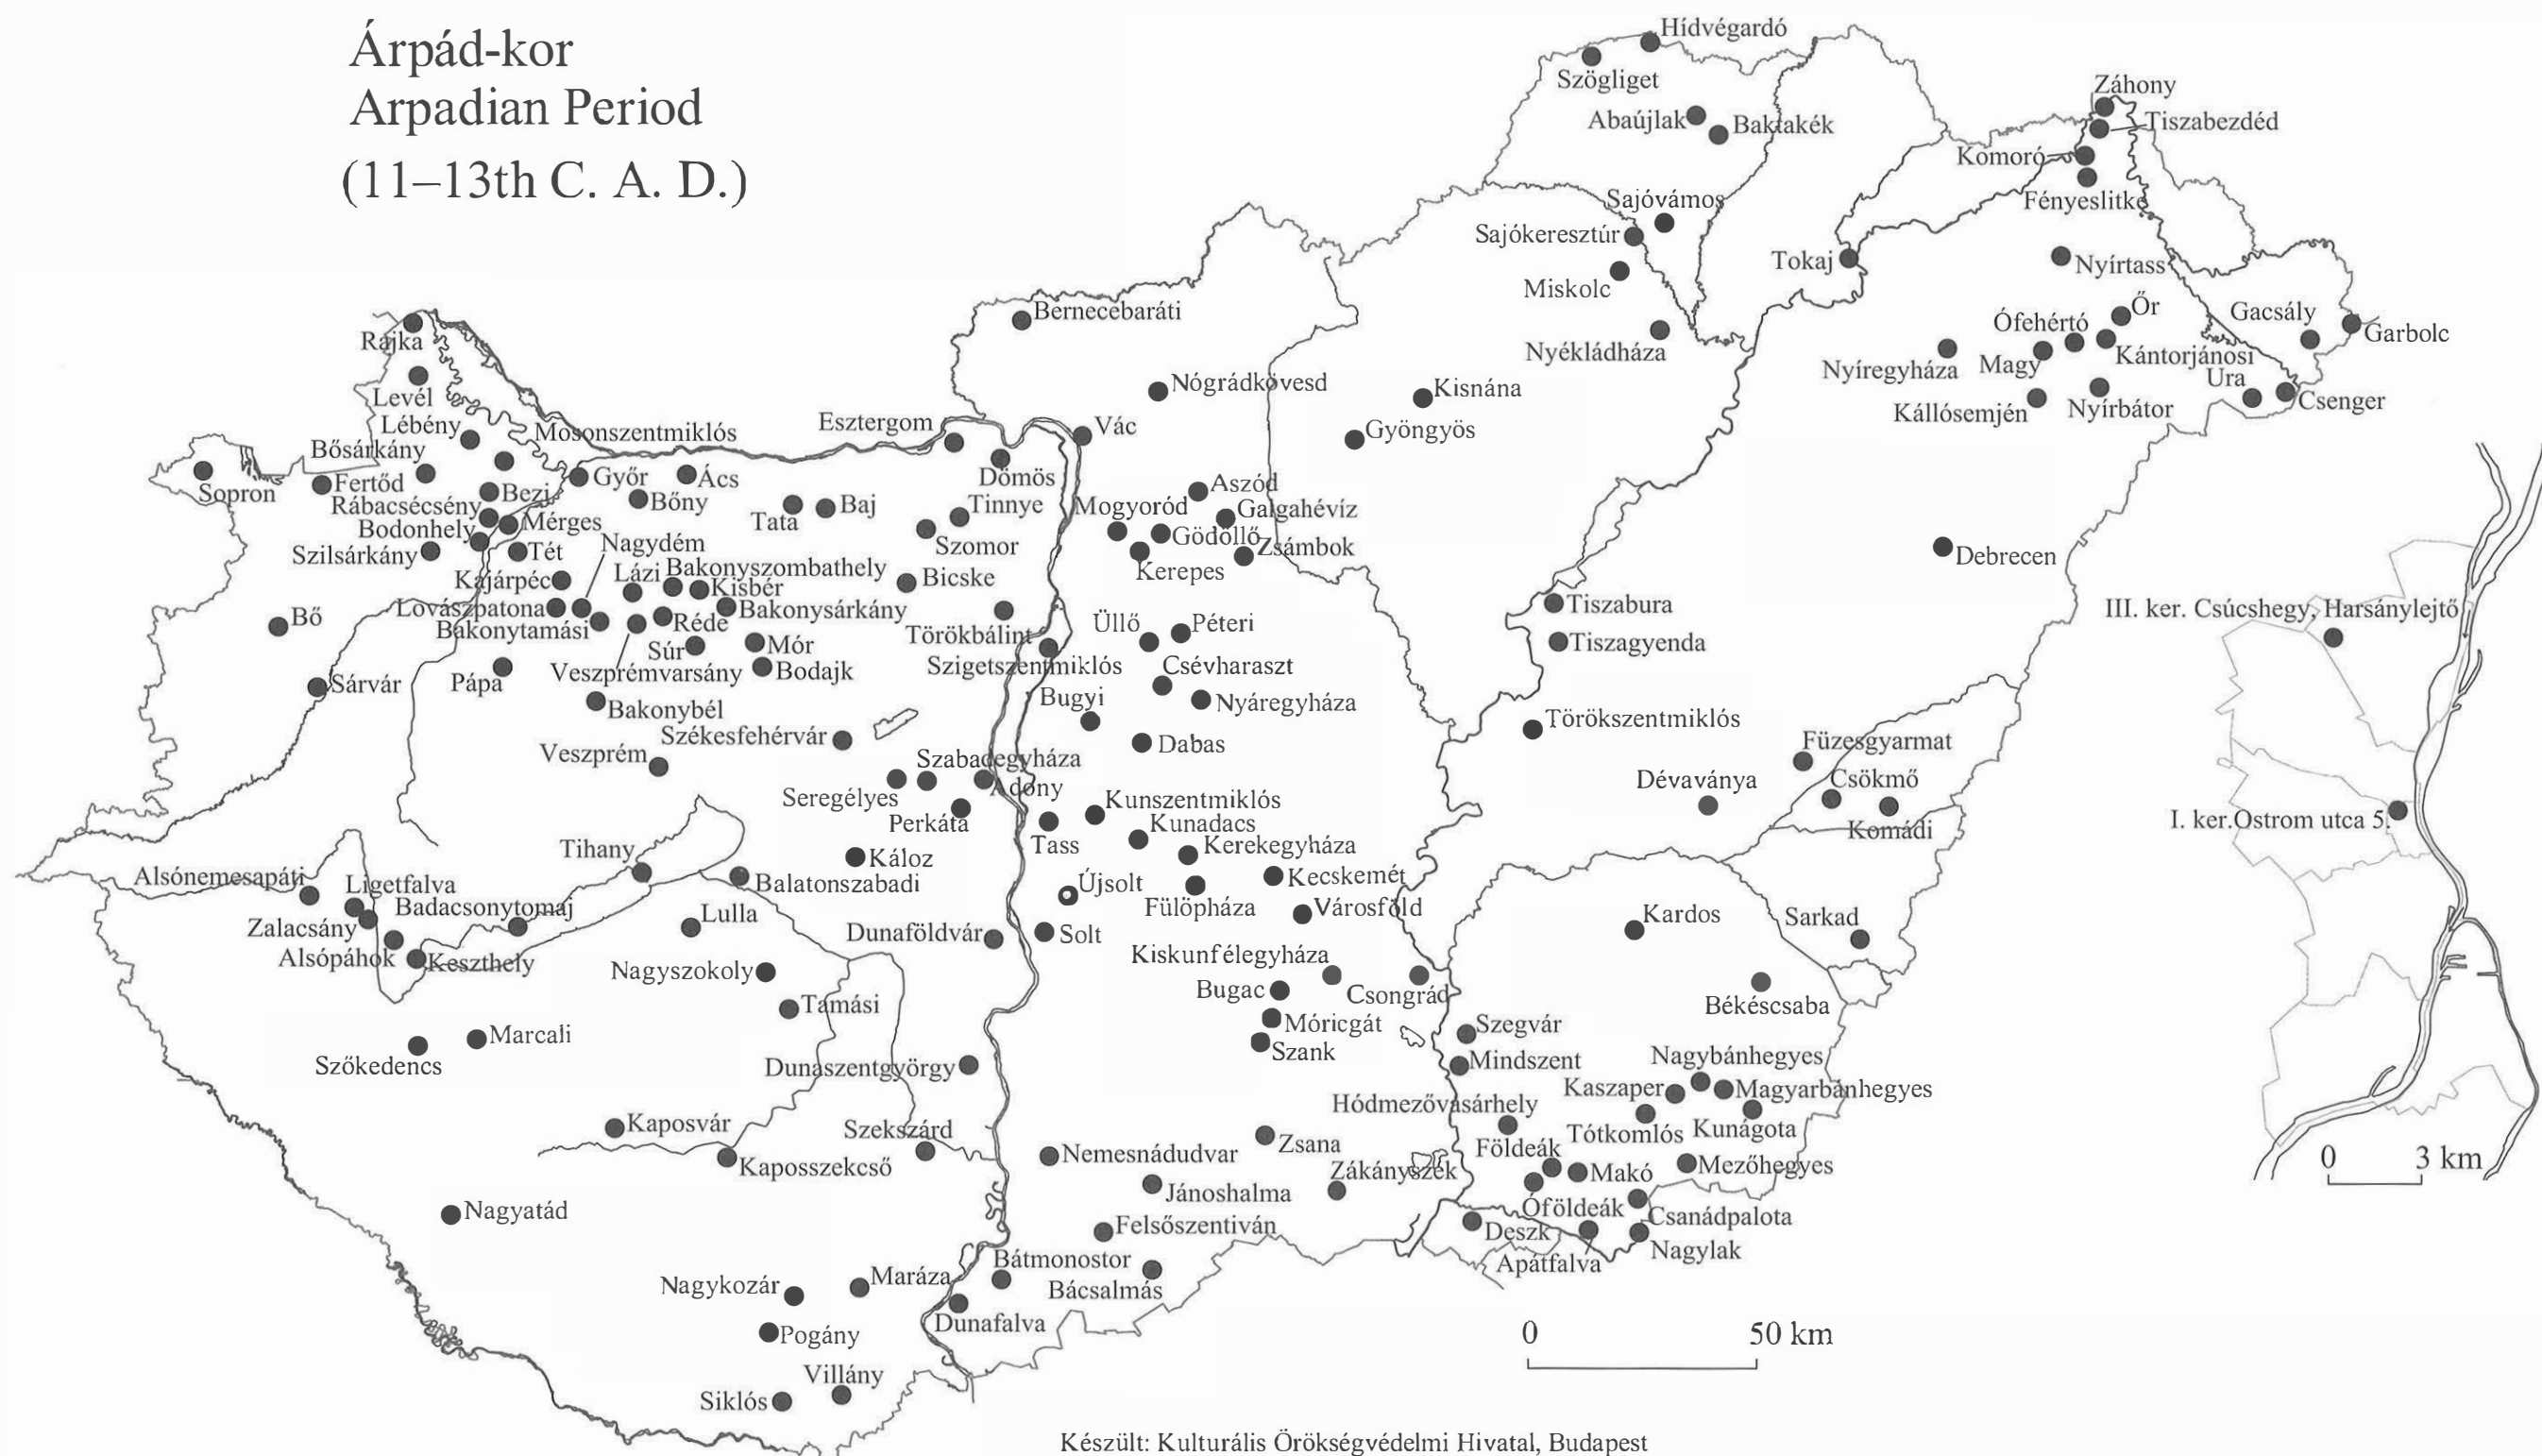 Árpád-kor
Arpadian Period
(11–13th C. A. D.)
Hídvégardó
Szögliget
Abaújlak
Baktakék
Záhony
Tiszabezdéd
Komoró
Fényeslitke
Sajóvámos
Sajókeresztúr
Miskolc
Tokaj
Nyírtass
Nyékládháza
Őr
Ófehértó
Gacsály
Garbolc
Nyíregyháza
Magy
Kántorjánosi
Ura
Kállósemjén
Nyírbátor
Csenger
Bernecebaráti
Nógrádkövesd
Kisnána
Gyöngyös
Vác
Rajka
Levél
Lébény
Mosonszentmiklós
Esztergom
Bősárkány
Sopron
Fertőd
Rábacsécsény
Bezi
Győr
Ács
Bőny
Bodonhely
Mérges
Tata
Baj
Dömös
Tinnye
Szomor
Mogyoród
Aszód
Galgahévíz
Gödöllő
Zsámbok
Kerepes
Szilsárkány
Tét
Nagydém
Kajárpéc
Lázi
Bakonyszombathely
Kisbér
Bicske
Debrecen
Lovászpatona
Bakonytamási
Réde
Bakonysárkány
Bő
Súr
Mór
Törökbálint
Üllő
Péteri
Tiszabura
Tiszagyenda
Szigetszentmiklós
Csévharaszt
Veszprémvarsány
Bodajk
Sárvár
Pápa
Bugyi
Nyáregyháza
Bakonybél
Székesfehérvár
Veszprém
Dabas
Törökszentmiklós
Füzesgyarmat
Szabadegyháza
Seregélyes
Adony
Perkáta
Dévaványa
Csökmő
Komádi
Kunszentmiklós
Kunadacs
Tass
Kerekegyháza
Tihany
Káloz
Balatonszabadi
Újsolt
Kecskemét
Fülöpháza
Városföld
Alsónemesapáti
Ligetfalva
Badacsonytomaj
Zalacsány
Lulla
Alsópáhok
Keszthely
Dunaföldvár
Solt
Kardos
Sarkad
Nagyszokoly
Kiskunfélegyháza
Bugac
Csongrád
Békéscsaba
Tamási
Móricgát
Szank
Szegvár
Marcali
Szőkedencs
Mindszent
Nagybánhegyes
Dunaszentgyörgy
Kaszaper
Magyarbánhegyes
Hódmezővásárhely
Kaposvár
Szekszárd
Zsana
Tótkomlós
Kunágota
Földeák
Kaposszekcső
Nemesnádudvar
Zákányszék
Makó
Mezőhegyes
Jánoshalma
Óföldeák
Nagyatád
Csanádpalota
Felsőszentiván
Deszk
Nagylak
Apátfalva
Bátmonostor
Bácsalmás
Nagykozár
Maráza
Dunafalva
Pogány
Villány
Siklós
III. ker. Csúcshegy, Harsánylejtő
I. ker.Ostrom utca 5.
0 3 km
0 50 km
Készült: Kulturális Örökségvédelmi Hivatal, Budapest